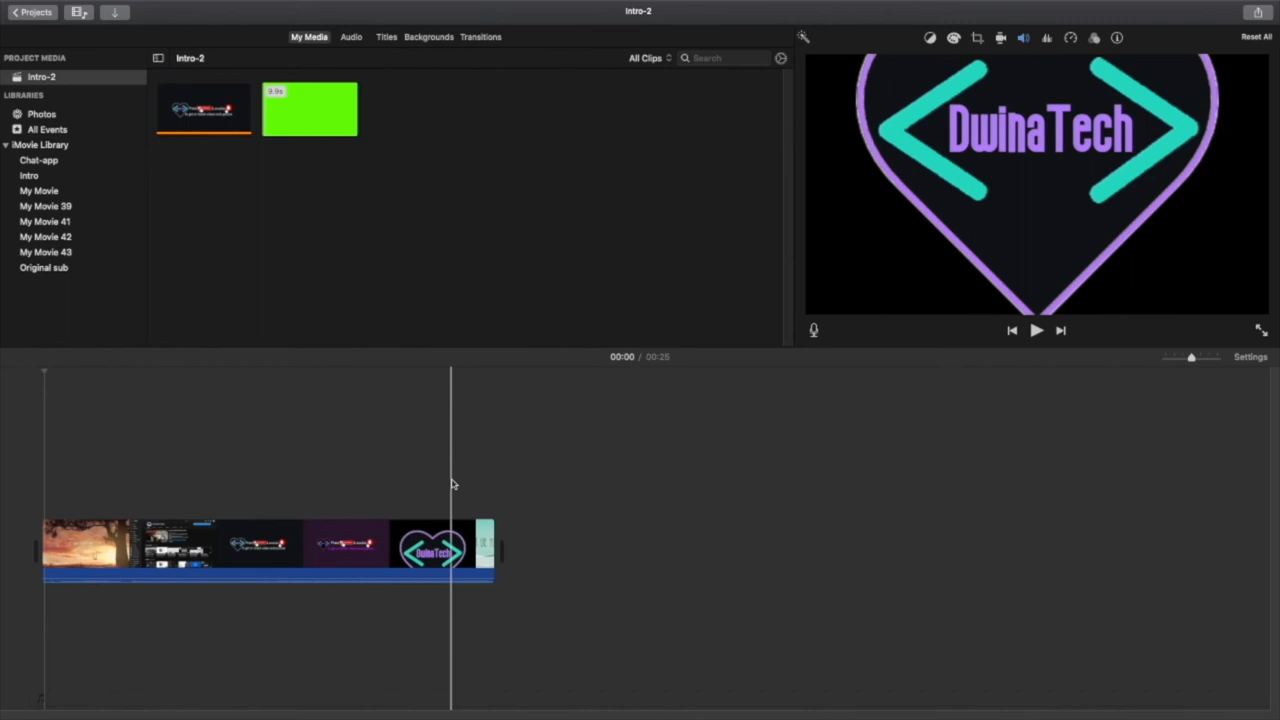 Projects
Intro-2
My Media
Audio
Titles
Backgrounds
Transitions
Reset All
PROJECT MEDIA
Intro-2
LIBRARIES
Photos
All Events
iMovie Library
Chat-app
Intro
My Movie
My Movie 39
My Movie 41
My Movie 42
My Movie 43
Original sub
Intro-2
All Clips
Search
9.9s
DwinaTech
00:00 / 00:25
Settings
DwinaTech